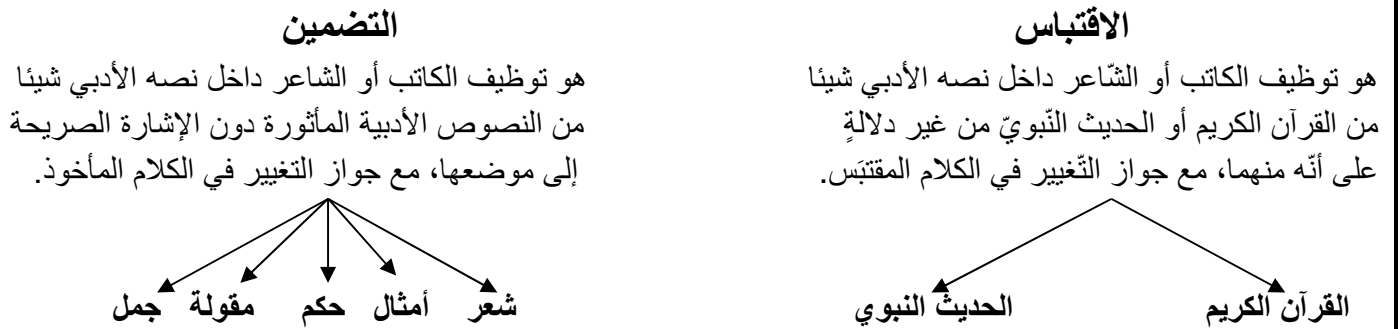 الاقتباس
هو توظيف الكاتب أو الشّاعر داخل نصه الأدبي شيئا
من القرآن الكريم أو الحديث النّبويّ من غير دلالةٍ
على أنّه منهما، مع جواز التّغيير في الكلام المقتبَس.
القرآن الكريم
الحديث النبوي
التضمين
هو توظيف الكاتب أو الشاعر داخل نصه الأدبي شيئا
من النصوص الأدبية المأثورة دون الإشارة الصريحة
إلى موضعها، مع جواز التغيير في الكلام المأخوذ.
شعر أمثال حكم مقولة جمل